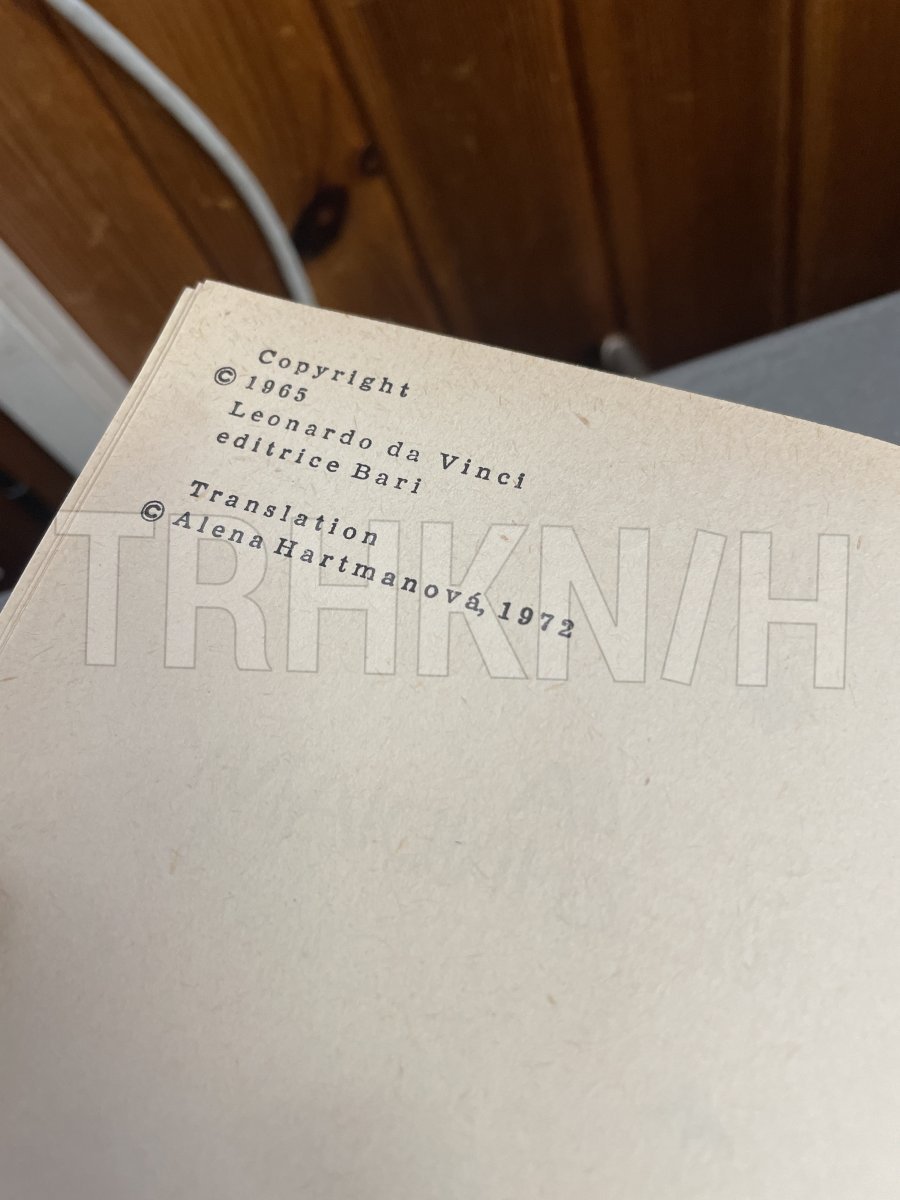 Copyright
© 1965
Leonardo da Vinci
editrice Bari
Translation
© Alena Hartmanová, 1972
TRHKN/H